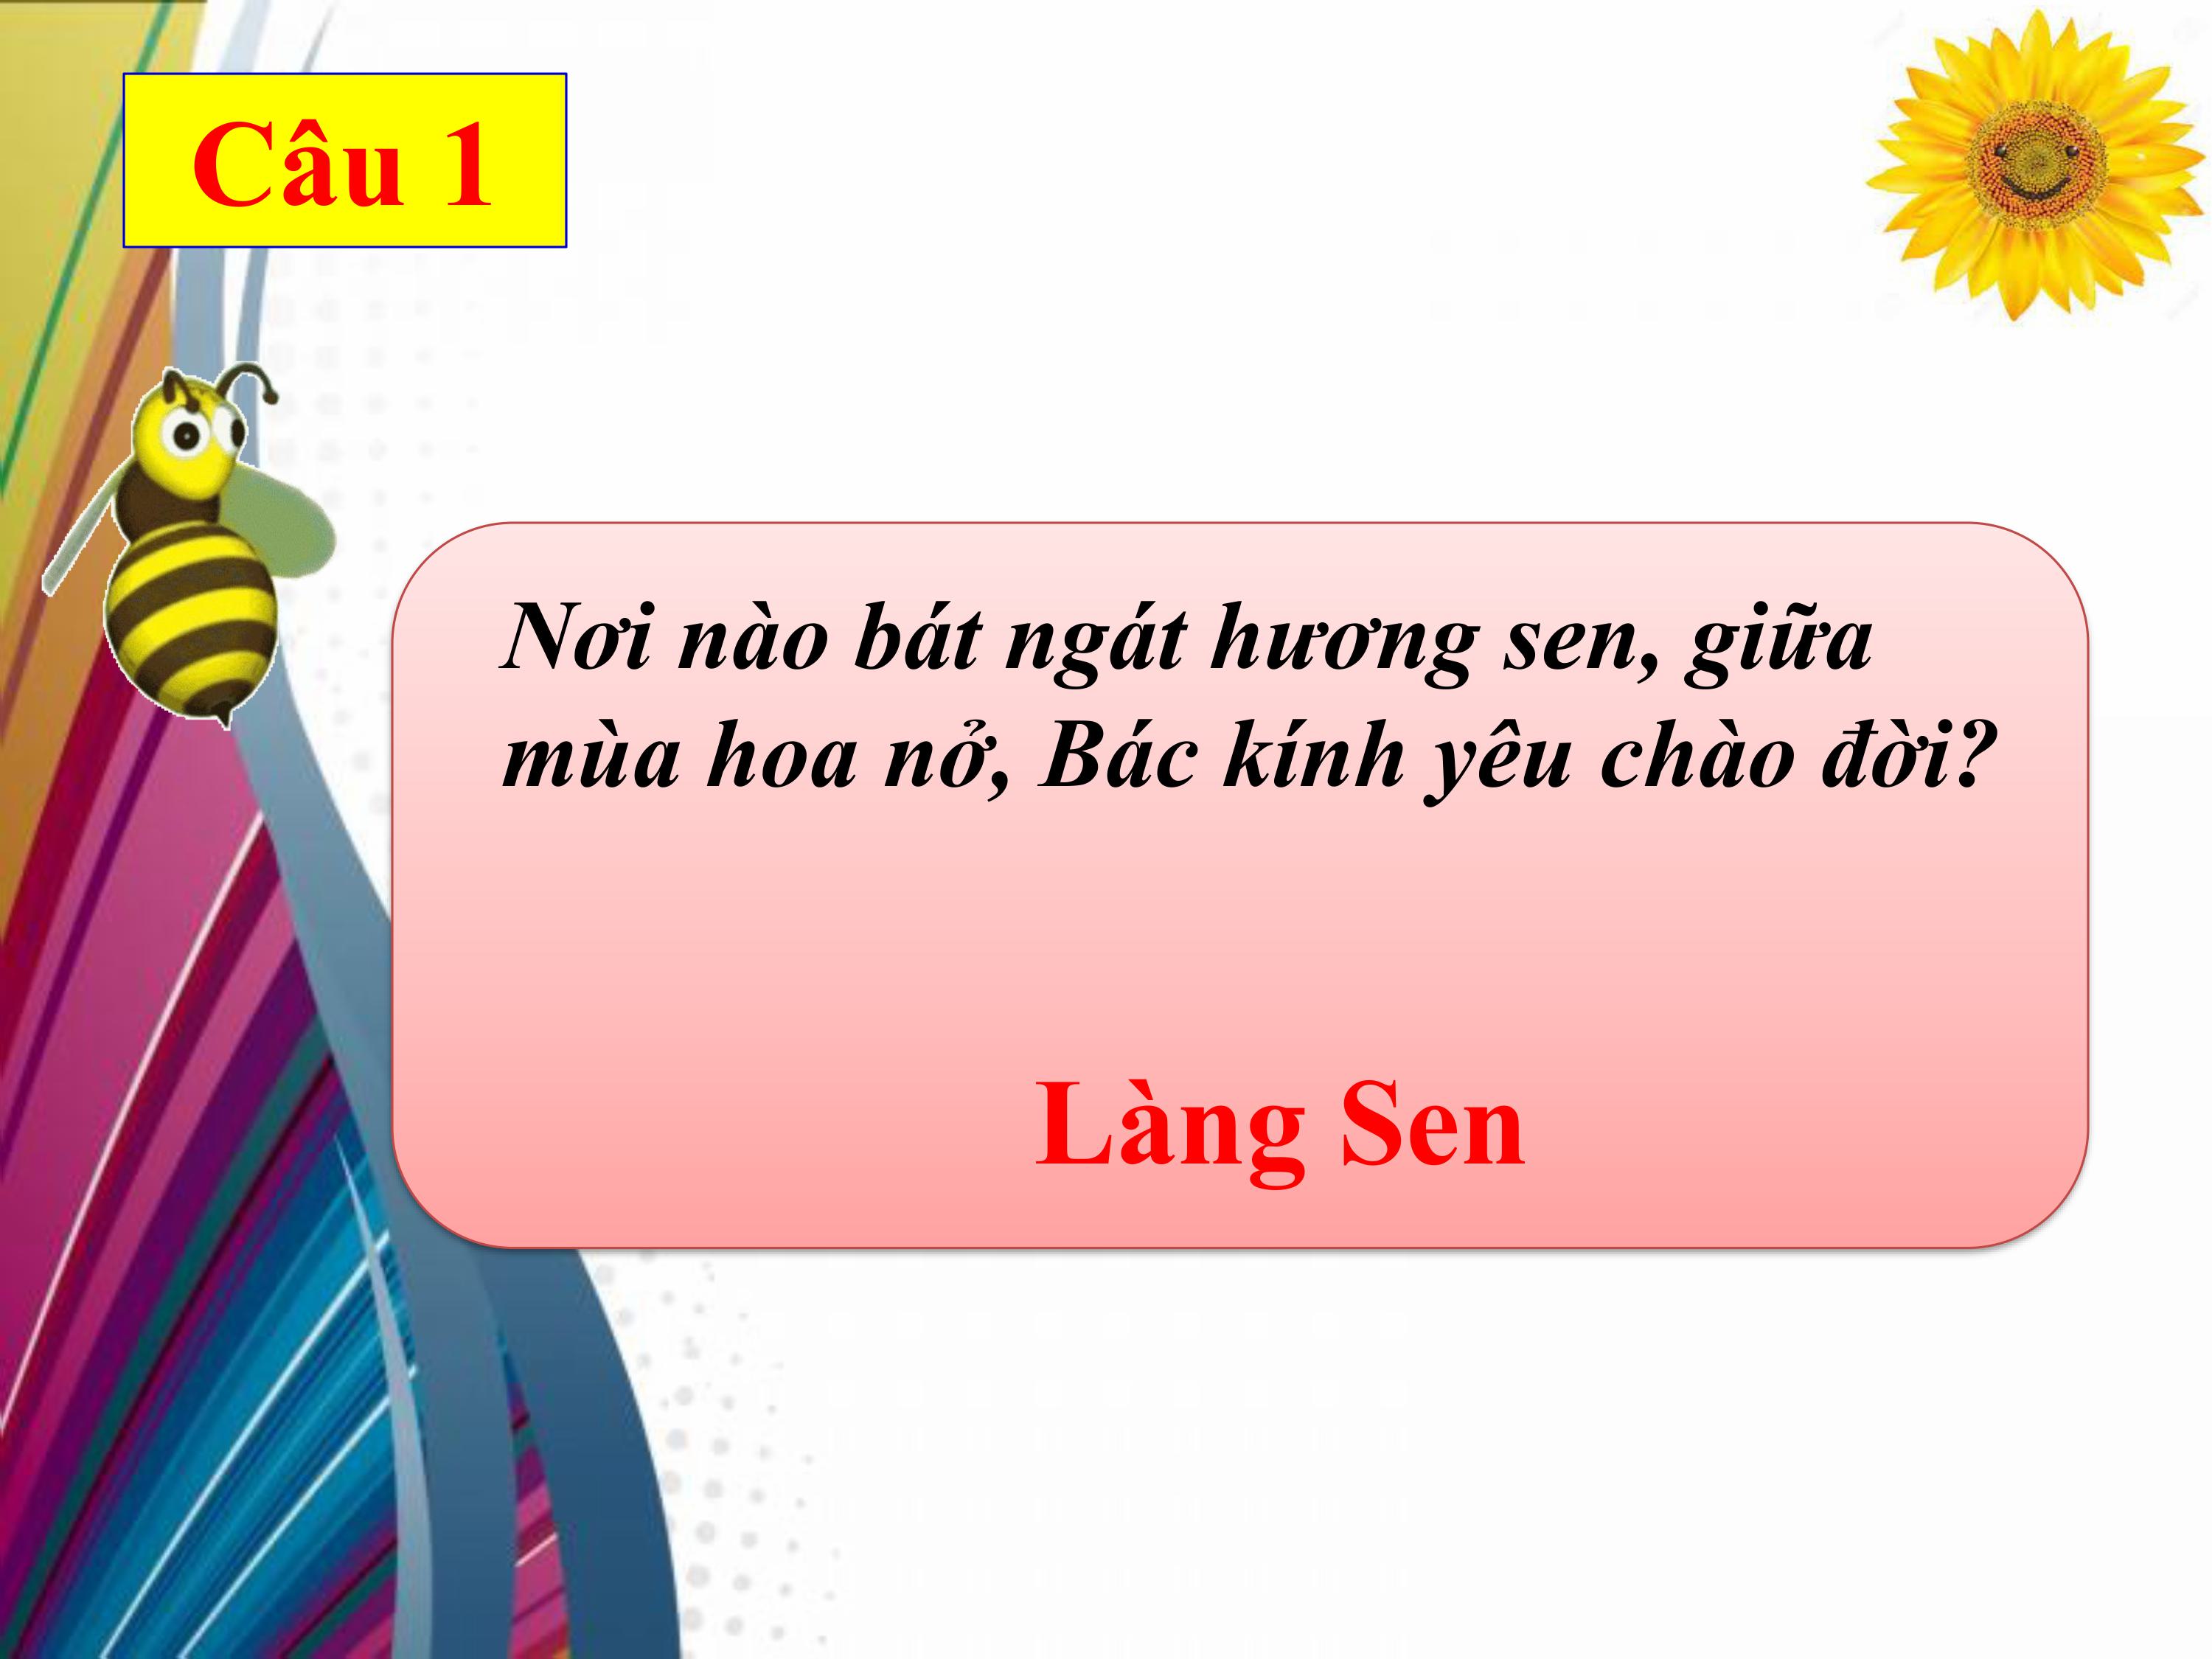 Câu 1
Nơi nào bát ngát hương sen, giữa
mùa hoa nở, Bác kính yêu chào đời?
Làng Sen